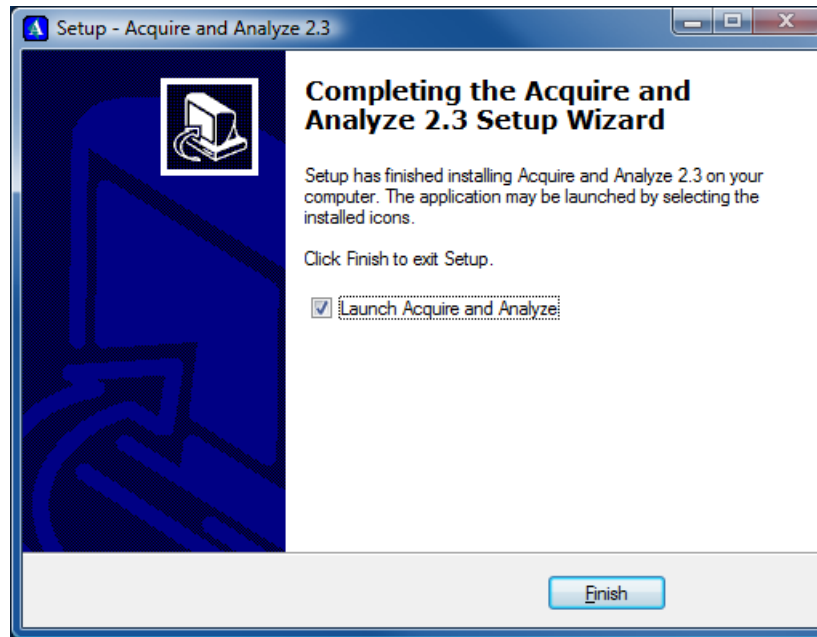 Setup - Acquire and Analyze 2.3
Completing the Acquire and
Analyze 2.3 Setup Wizard
Setup has finished installing Acquire and Analyze 2.3 on your
computer. The application may be launched by selecting the
installed icons.
Click Finish to exit Setup.
Launch Acquire and Analyze
Finish